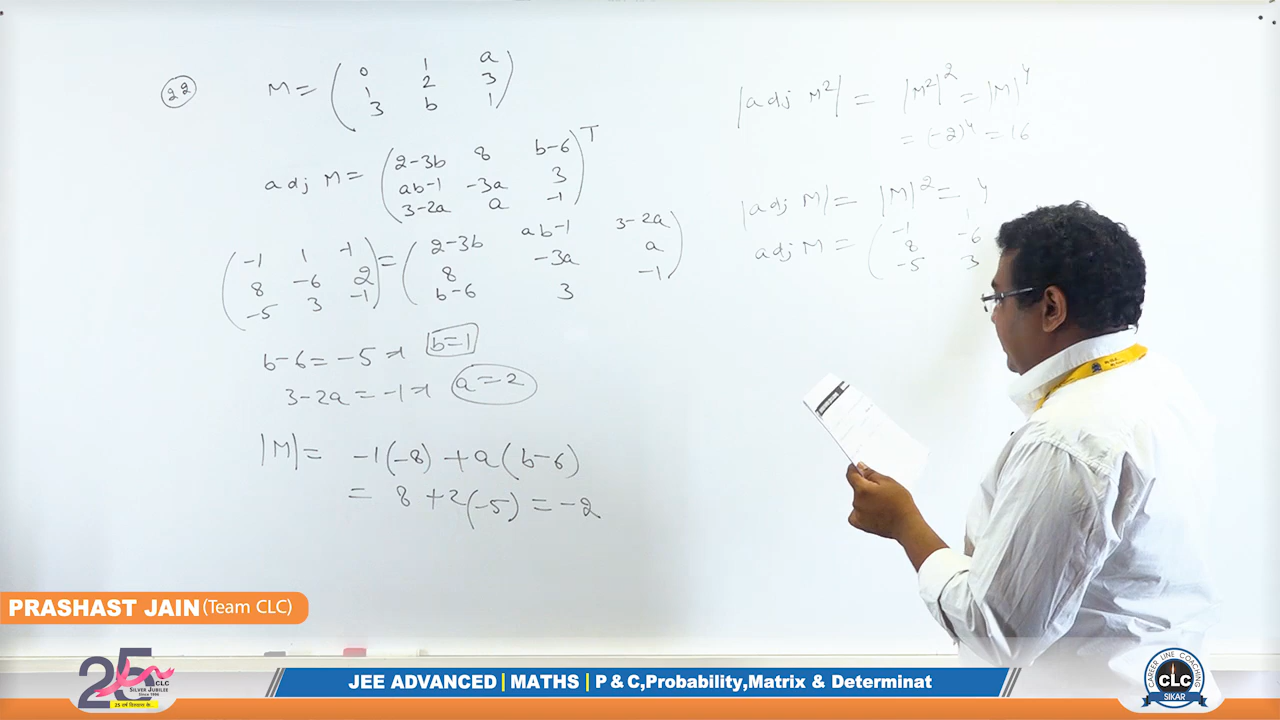 22
M = ( 0 1 a
1 2 3
3 b 1 )
adj M = ( 2-3b 8 b-6
ab-1 -3a 3
3-2a a -1 )ᵀ
( -1 1 -1
8 -6 2
-5 3 -1 ) = ( 2-3b ab-1 3-2a
8 -3a a
b-6 3 -1 )
b-6 = -5 ⇒ b=1
3-2a = -1 ⇒ a=2
|M| = -1(-8) + a(b-6)
= 8 + 2(-5) = -2
|adj M²| = |M²|² = |M|⁴
= (-2)⁴ = 16
|adj M| = |M|² = 4
adj M = ( -1 1
8 -6
-5 3
PRASHAST JAIN (Team CLC)
25 CLC
SILVER JUBILEE
Since 1996
JEE ADVANCED | MATHS | P & C,Probability,Matrix & Determinat
CAREER LINE COACHING
CLC
SIKAR